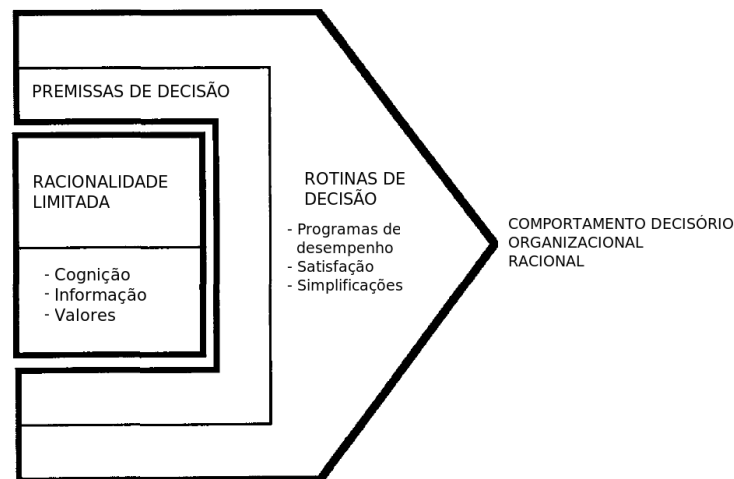 PREMISSAS DE DECISÃO
RACIONALIDADE
LIMITADA
- Cognição
- Informação
- Valores
ROTINAS DE
DECISÃO
- Programas de
desempenho
- Satisfação
- Simplificações
COMPORTAMENTO DECISÓRIO
ORGANIZACIONAL
RACIONAL